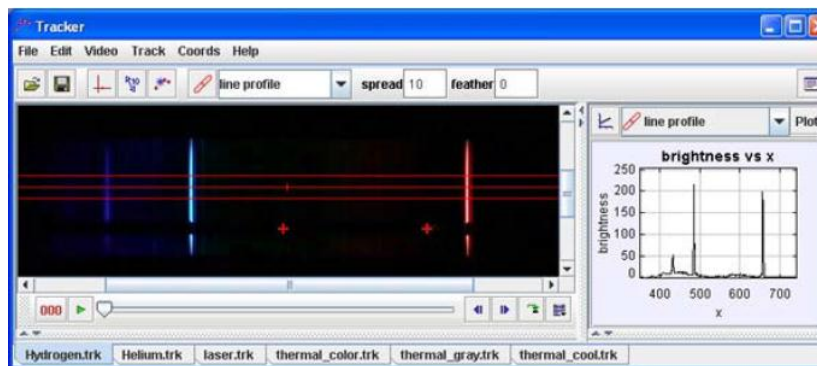 Tracker
File Edit Video Track Coords Help
line profile spread 10 feather 0
line profile Plot
brightness vs x
250
200
150
100
50
0
brightness
400 500 600 700
x
000
Hydrogen.trk Helium.trk laser.trk thermal_color.trk thermal_gray.trk thermal_cool.trk